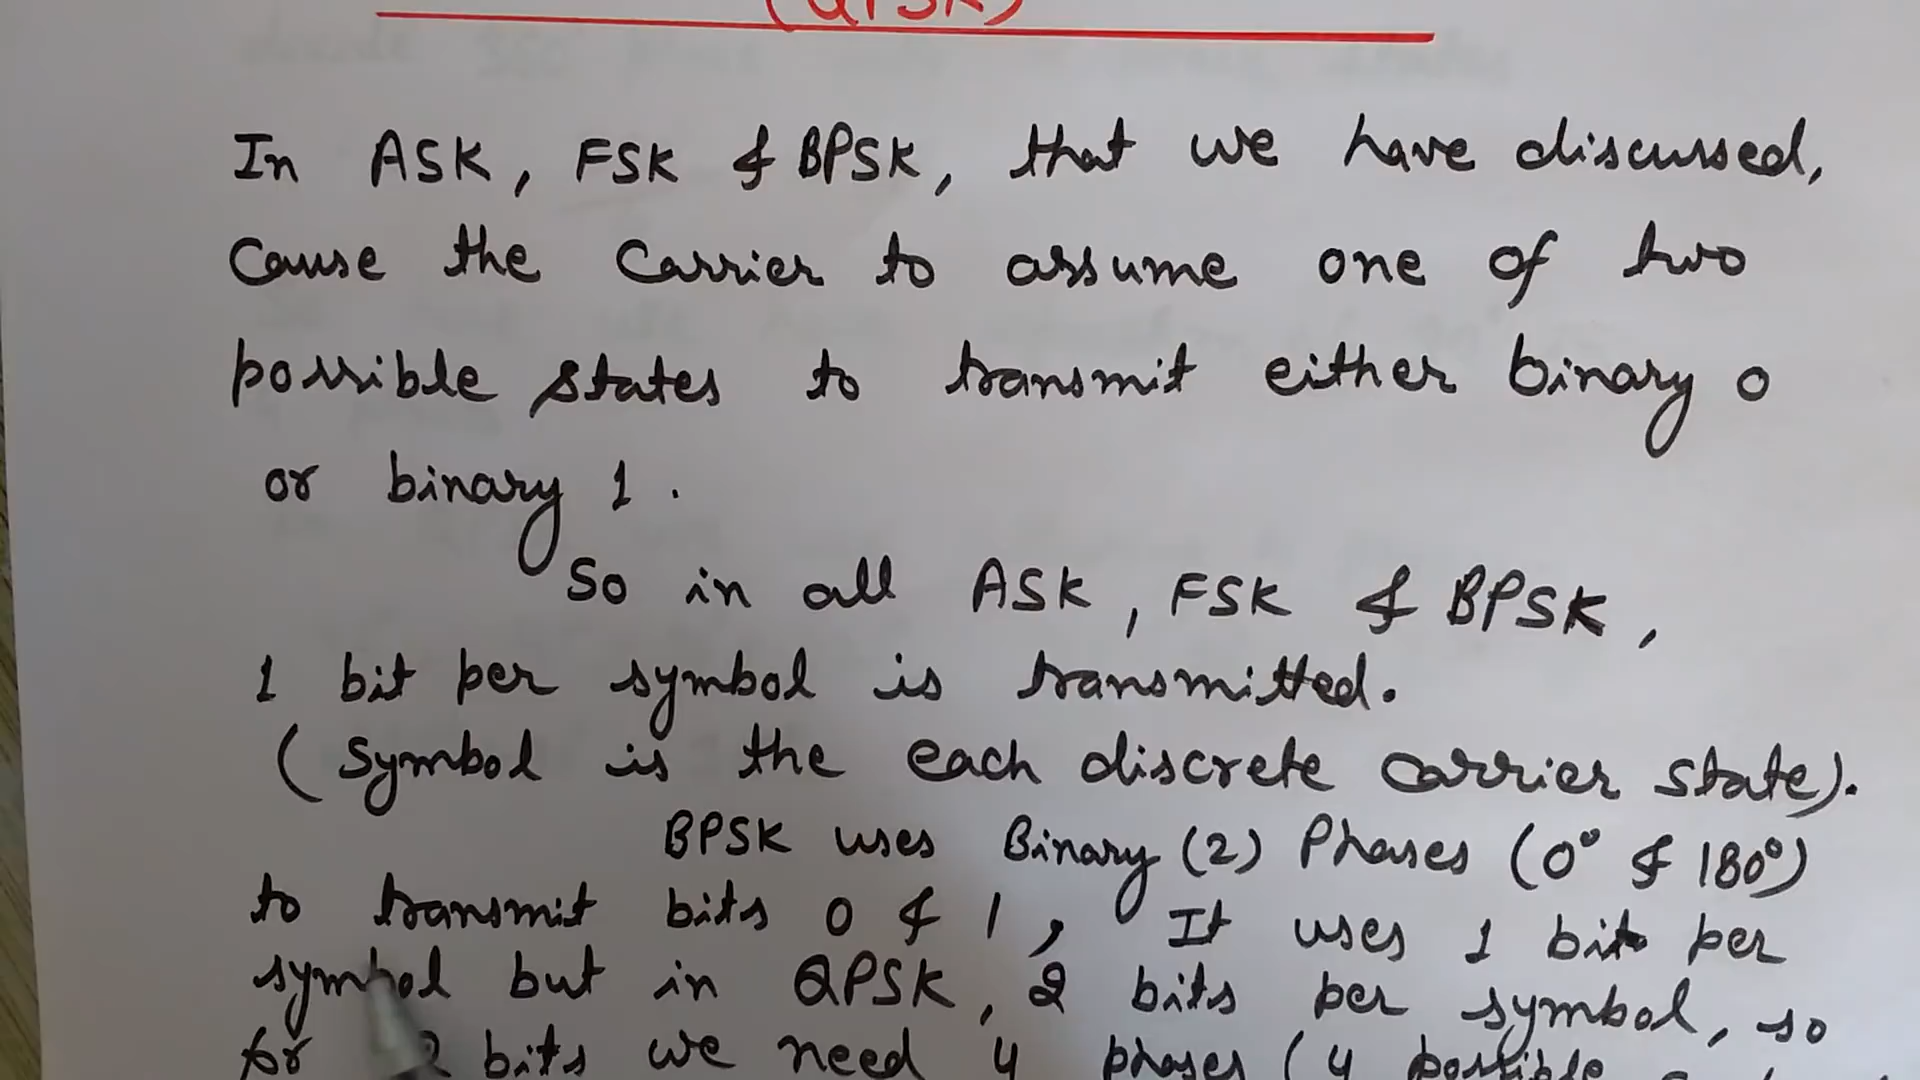 (QPSK)
In ASK, FSK & BPSK, that we have discussed,
Cause the Carrier to assume one of two
possible states to transmit either binary 0
or binary 1.
So in all ASK, FSK & BPSK,
1 bit per symbol is transmitted.
(Symbol is the each discrete carrier state).
BPSK uses Binary (2) Phases (0° & 180°)
to transmit bits 0 & 1, It uses 1 bit per
symbol but in QPSK, 2 bits per symbol, so
for 2 bits we need 4 phases (4 possible